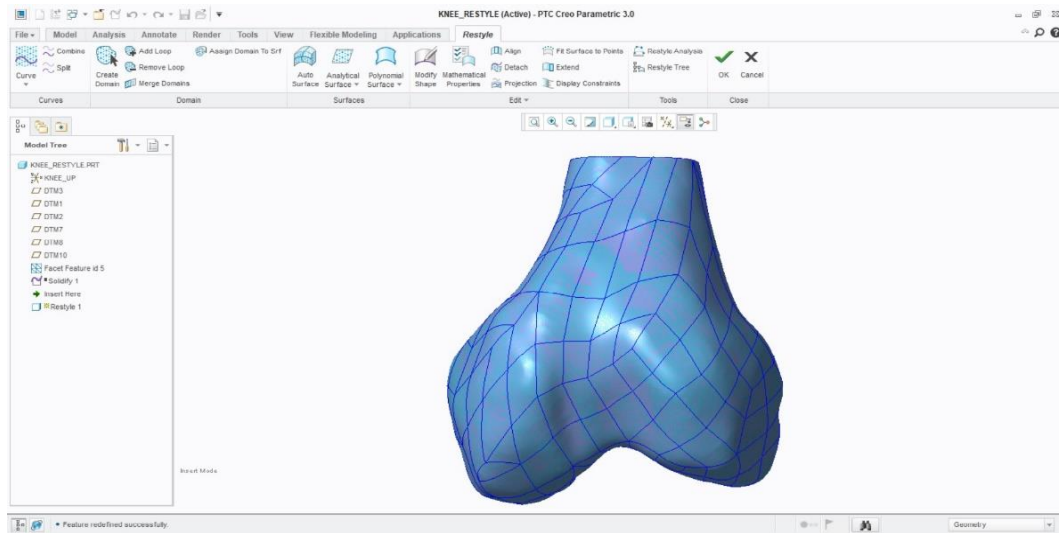 KNEE_RESTYLE (Active) - PTC Creo Parametric 3.0
File Model Analysis Annotate Render Tools View Flexible Modeling Applications Restyle
Curve
Combine
Split
Create Domain
Add Loop
Remove Loop
Merge Domains
Assign Domain To Srf
Auto Surface
Analytical Surface
Polynomial Surface
Modify Shape
Mathematical Properties
Align
Detach
Projection
Fit Surface to Points
Extend
Display Constraints
Restyle Analysis
Restyle Tree
OK
Cancel
Curves Domain Surfaces Edit Tools Close
Model Tree
KNEE_RESTYLE.PRT
KNEE_UP
DTM3
DTM1
DTM2
DTM7
DTM8
DTM10
Facet Feature id 5
Solidify 1
Insert Here
Restyle 1
Insert Mode
Feature redefined successfully.
Geometry